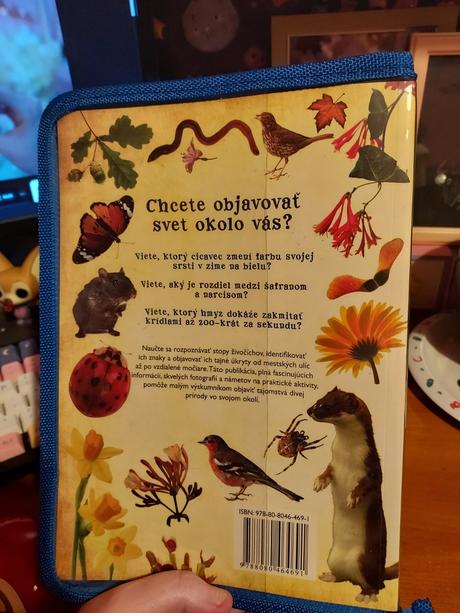 Chcete objavovať
svet okolo vás?
Viete, ktorý cicavec zmení farbu svojej
srsti v zime na bielu?
Viete, aký je rozdiel medzi šafranom
a narcisom?
Viete, ktorý hmyz dokáže zakmitať
krídlami až 200-krát za sekundu?
Naučte sa rozpoznávať stopy živočíchov, identifikovať
ich znaky a objavovať ich tajné úkryty od mestských ulíc
až po vzdialené močiare. Táto publikácia, plná fascinujúcich
informácií, skvelých fotografií a námetov na praktické aktivity,
pomôže malým výskumníkom objaviť tajomstvá divej
prírody vo svojom okolí.
ISBN: 978-80-8046-469-1
9 788080 464691